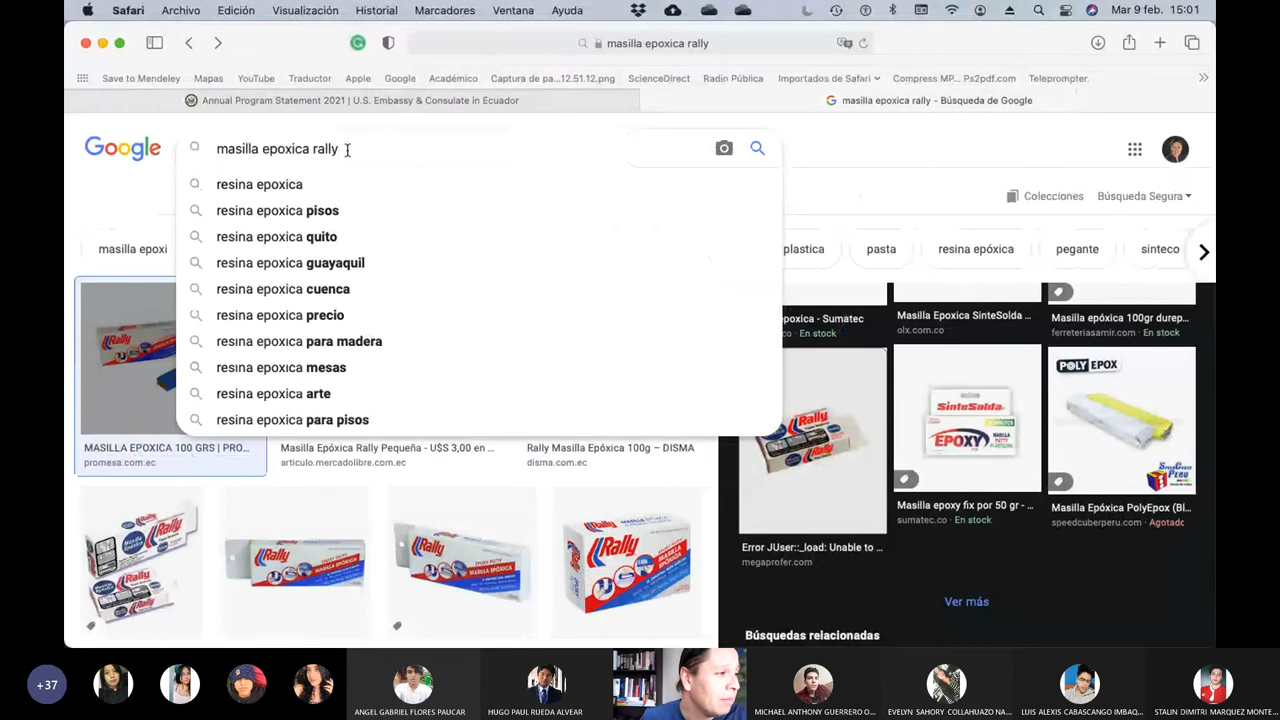 Safari Archivo Edición Visualización Historial Marcadores Ventana Ayuda Mar 9 feb. 15:01
masilla epoxica rally
Save to Mendeley Mapas YouTube Traductor Apple Google Académico Captura de pa...12.51.12.png ScienceDirect Radio Pública Importados de Safari Compress MP... Ps2pdf.com Teleprompter.
Annual Program Statement 2021 | U.S. Embassy & Consulate in Ecuador
masilla epoxica rally - Búsqueda de Google
Google
masilla epoxica rally
Colecciones Búsqueda Segura
resina epoxica
resina epoxica pisos
resina epoxica quito
resina epoxica guayaquil
resina epoxica cuenca
resina epoxica precio
resina epoxica para madera
resina epoxica mesas
resina epoxica arte
resina epoxica para pisos
masilla epoxi
plastica pasta resina epóxica pegante sinteco
MASILLA EPOXICA 100 GRS | PRO...
promesa.com.ec
Masilla Epóxica Rally Pequeña - U$S 3,00 en ...
articulo.mercadolibre.com.ec
Rally Masilla Epóxica 100g – DISMA
disma.com.ec
epoxica - Sumatec
co • En stock
Masilla Epoxica SinteSolda ...
olx.com.co
Masilla epóxica 100gr durep...
ferreteriasamir.com • En stock
Rally
SinteSolda
EPOXY
POLY EPOX
Error JUser::_load: Unable to ...
megaprofer.com
Masilla epoxy fix por 50 gr - ...
sumatec.co • En stock
Masilla Epóxica PolyEpox (Bl...
speedcuberperu.com • Agotadc
Rally
Rally
Rally
Rally
MASILLA EPÓXICA
Ver más
Búsquedas relacionadas
+37
ANGEL GABRIEL FLORES PAUCAR
HUGO PAUL RUEDA ALVEAR
MICHAEL ANTHONY GUERRERO O...
EVELYN SAHORY COLLAHUAZO NA...
LUIS ALEXIS CABASCANGO IMBAQ...
STALIN DIMITRI MARQUEZ MONTE...